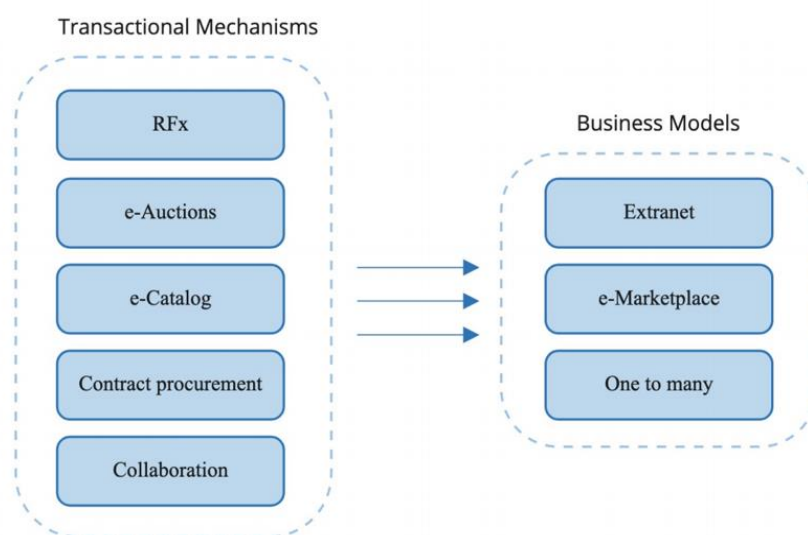 Transactional Mechanisms
RFx
e-Auctions
e-Catalog
Contract procurement
Collaboration
Business Models
Extranet
e-Marketplace
One to many